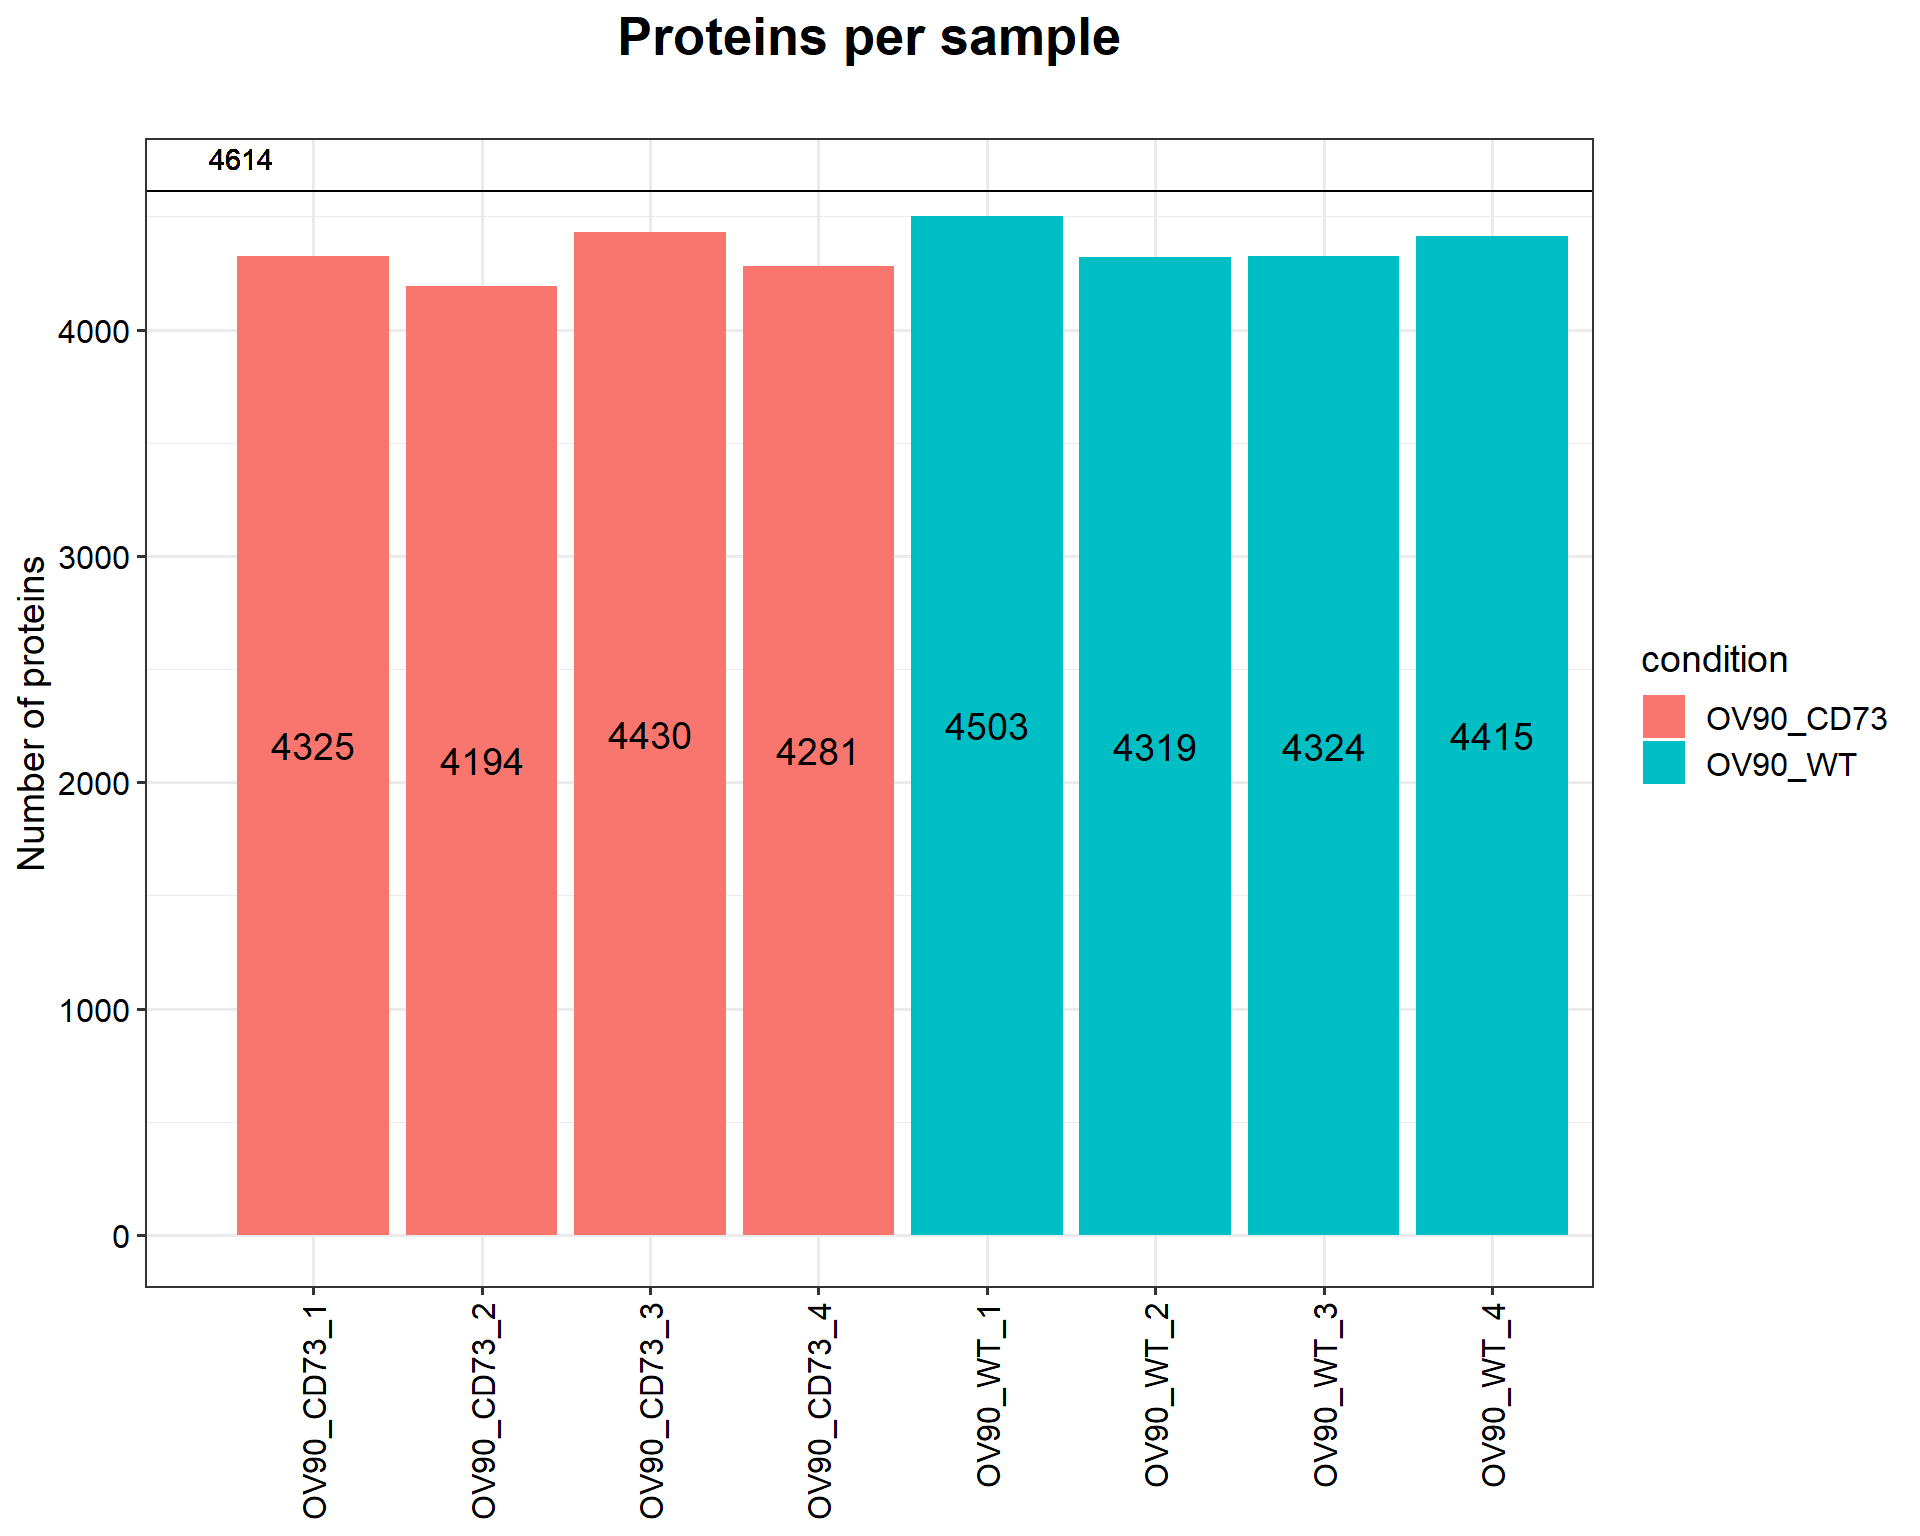 Proteins per sample
4614
Number of proteins
4000
3000
2000
1000
0
4325
4194
4430
4281
4503
4319
4324
4415
OV90_CD73_1
OV90_CD73_2
OV90_CD73_3
OV90_CD73_4
OV90_WT_1
OV90_WT_2
OV90_WT_3
OV90_WT_4
condition
OV90_CD73
OV90_WT